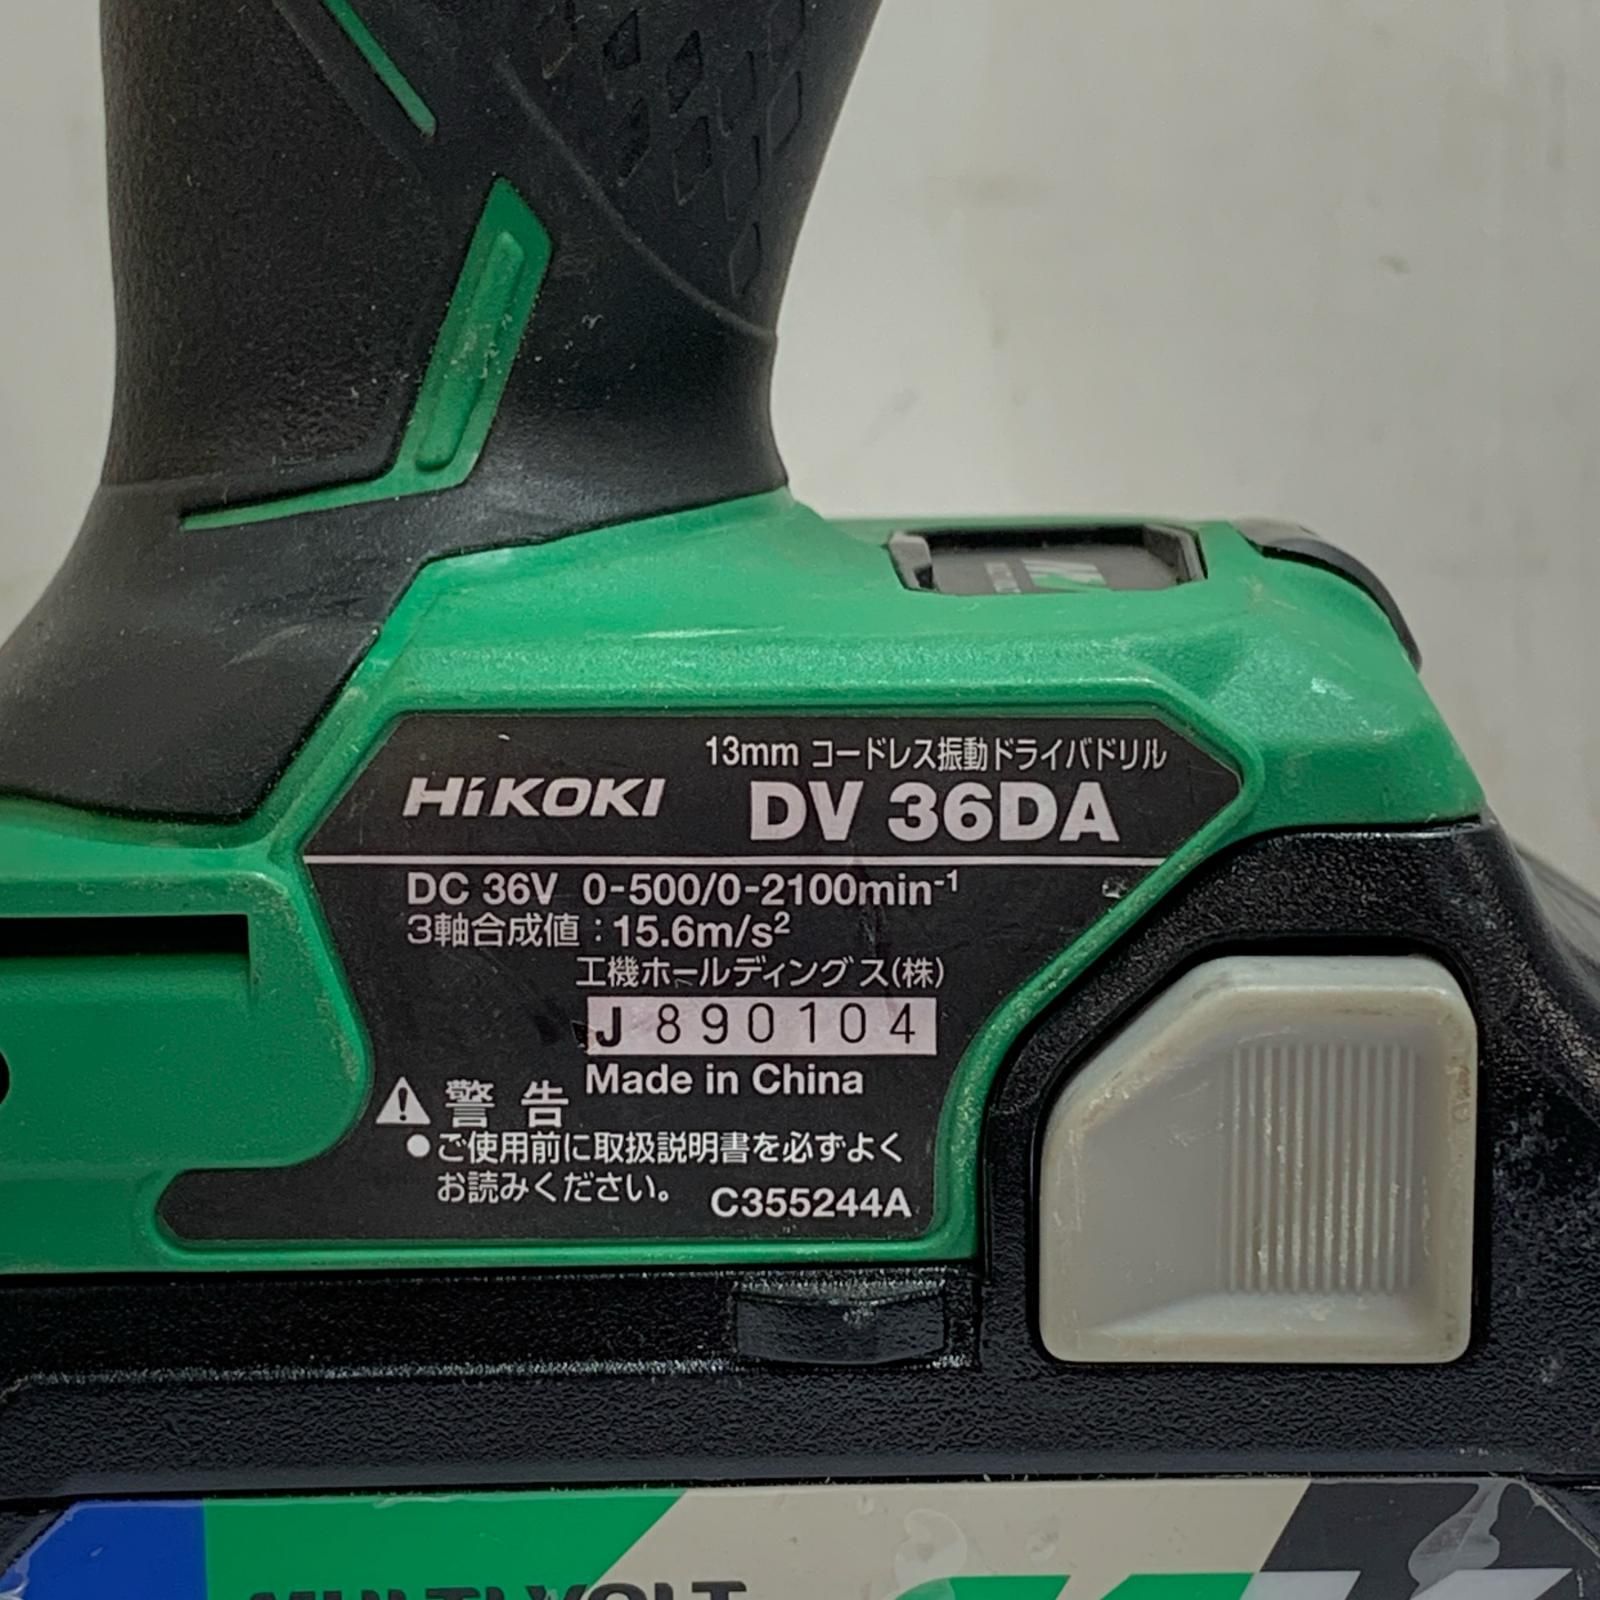 13mm コードレス振動ドライバドリル
HiKOKI DV 36DA
DC 36V 0-500/0-2100min-1
3軸合成値：15.6m/s2
工機ホールディングス(株)
J 890104
Made in China
警 告
●ご使用前に取扱説明書を必ずよく
お読みください。
C355244A
MULTI VOLT